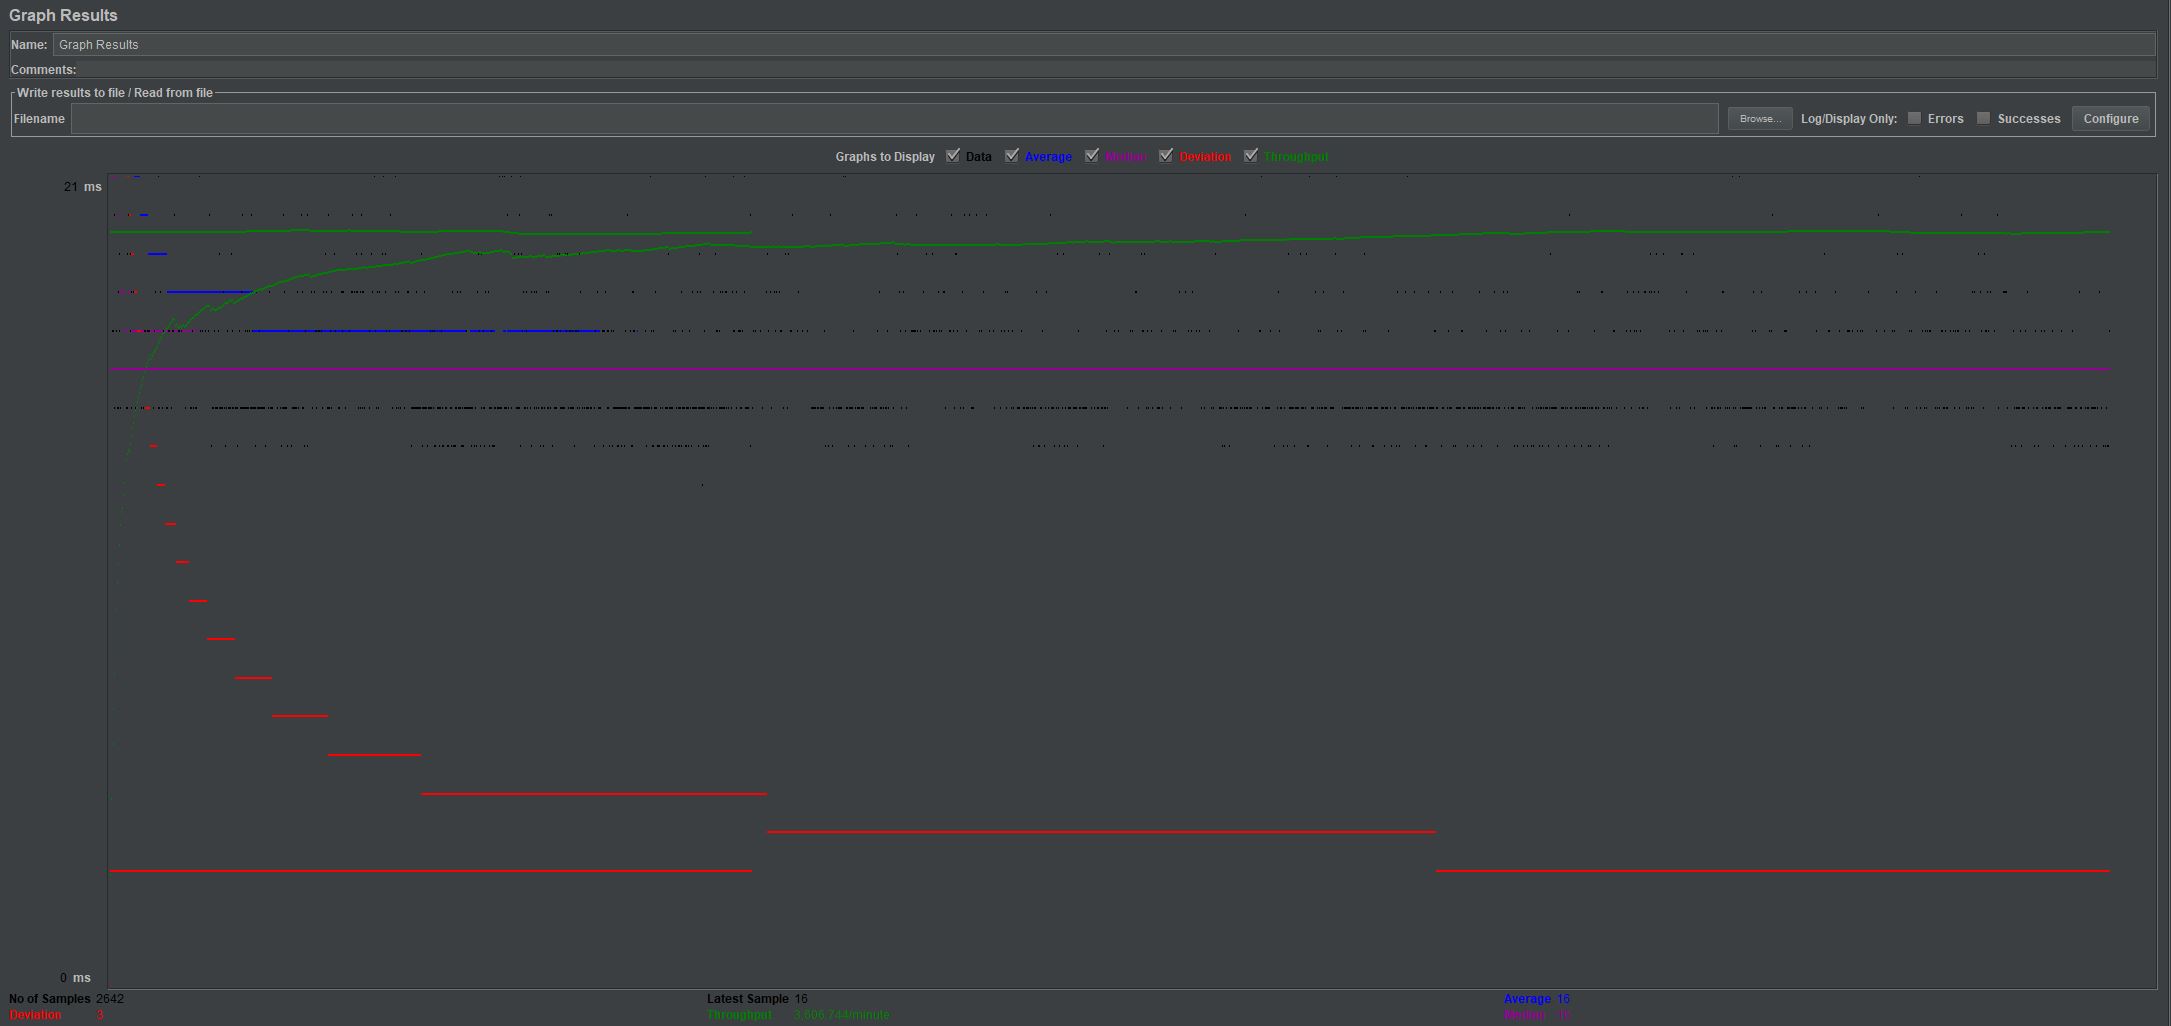 Graph Results
Name: Graph Results
Comments:
Write results to file / Read from file
Filename Browse... Log/Display Only: Errors Successes Configure
Graphs to Display Data Average Median Deviation Throughput
21 ms
0 ms
No of Samples 2642 Latest Sample 16 Average 16
Deviation 3 Throughput 3,606.744/minute Median